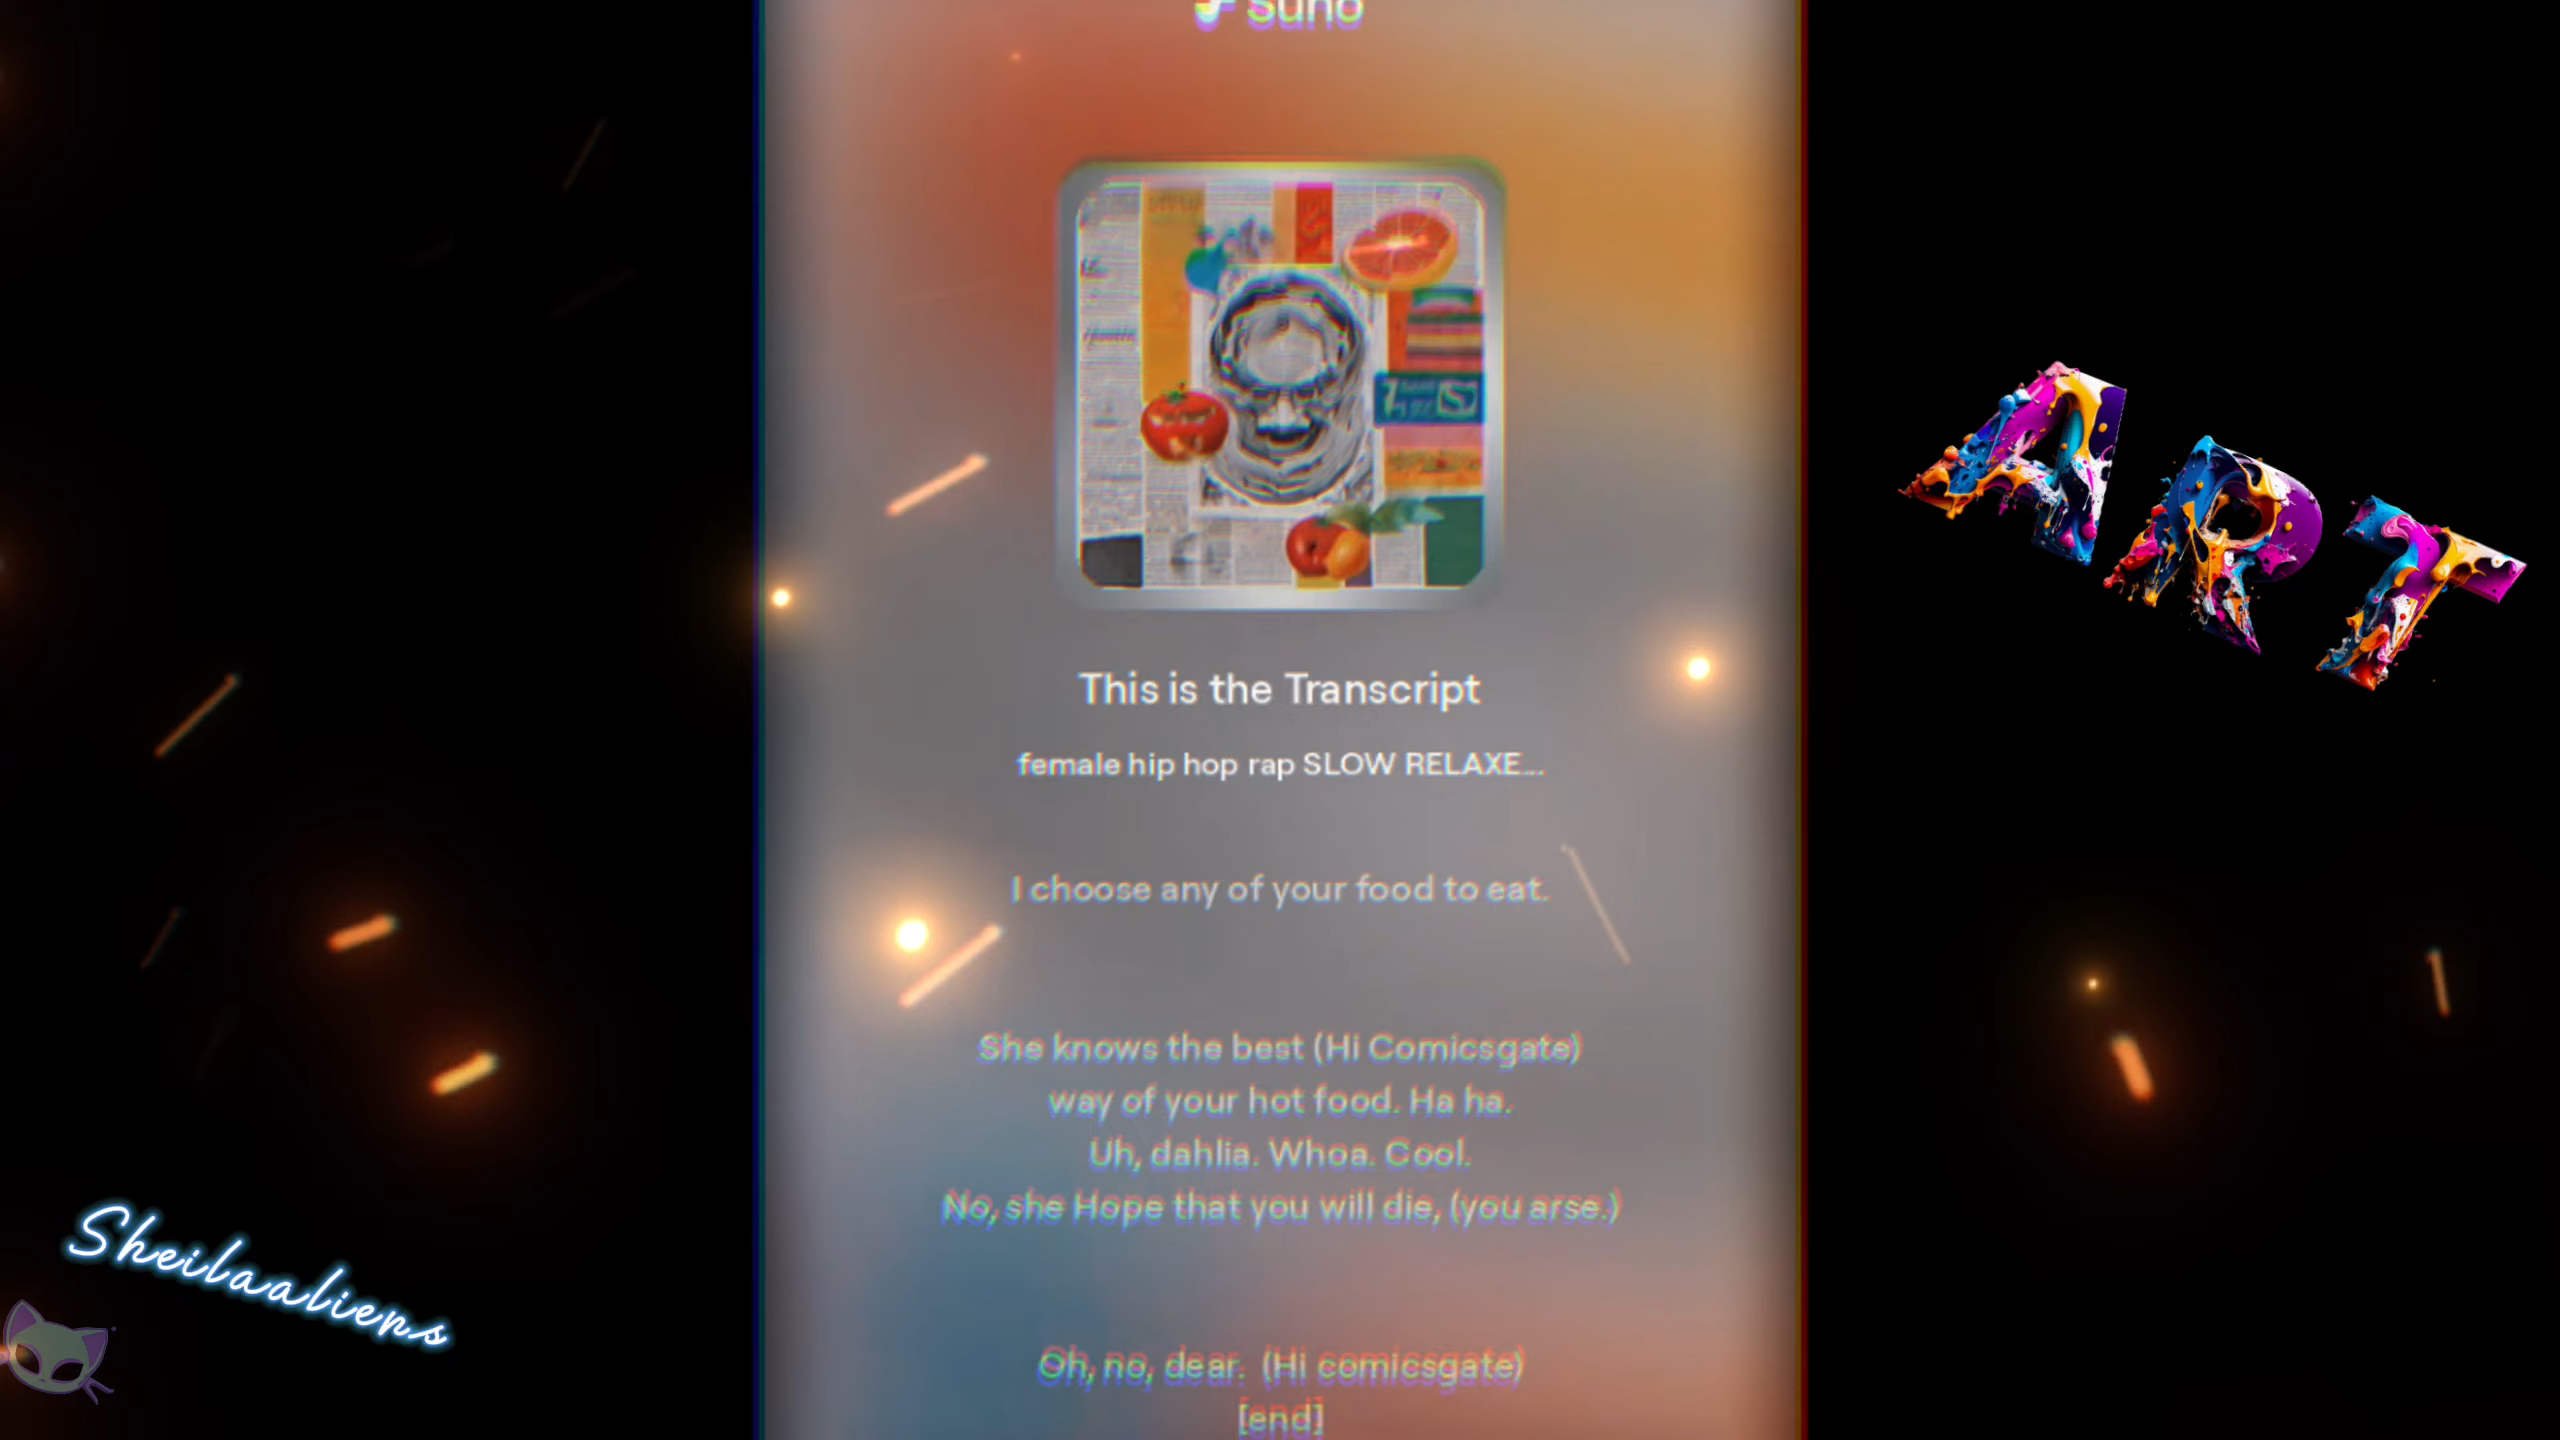 Suno
This is the Transcript
female hip hop rap SLOW RELAXE...
I choose any of your food to eat.
She knows the best (Hi Comicsgate)
way of your hot food. Ha ha.
Uh, dahlia. Whoa. Cool.
No, she Hope that you will die, (you arse.)
Oh, no, dear. (Hi comicsgate)
[end]
ART
Sheilaaliens